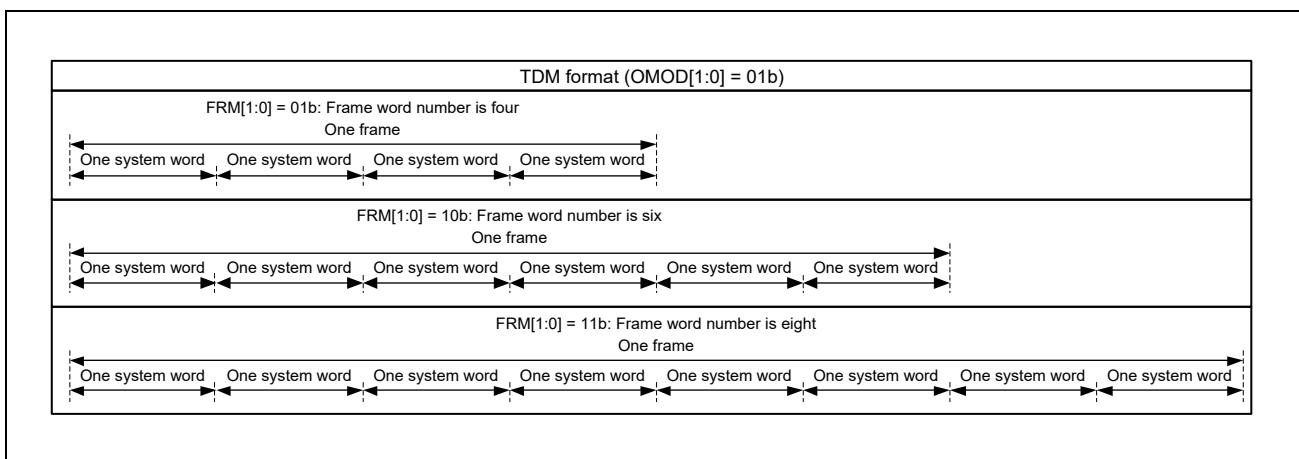 TDM format (OMOD[1:0] = 01b)
FRM[1:0] = 01b: Frame word number is four
One frame
One system word One system word One system word One system word
FRM[1:0] = 10b: Frame word number is six
One frame
One system word One system word One system word One system word One system word One system word
FRM[1:0] = 11b: Frame word number is eight
One frame
One system word One system word One system word One system word One system word One system word One system word One system word